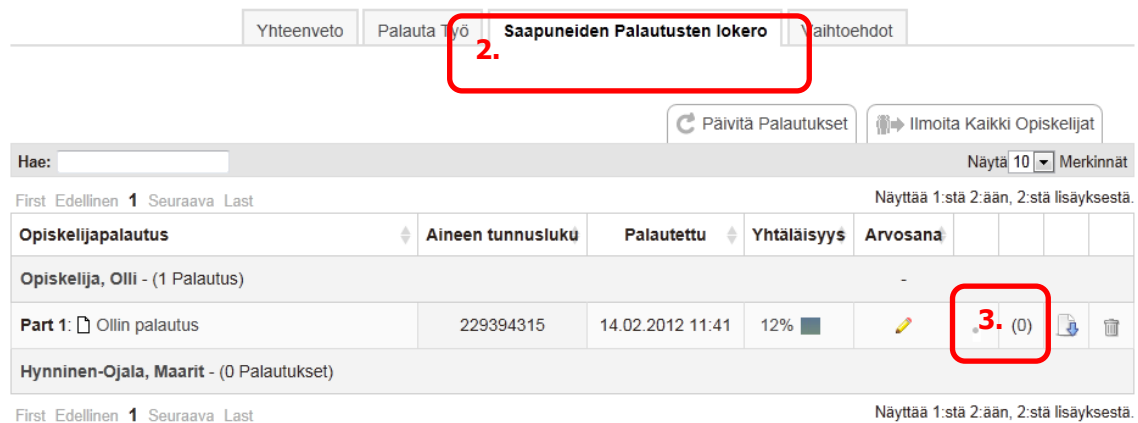 Yhteenveto Palauta Työ Saapuneiden Palautusten lokero Vaihtoehdot
2.
Päivitä Palautukset Ilmoita Kaikki Opiskelijat
Hae: Näytä 10 Merkinnät
First Edellinen 1 Seuraava Last Näyttää 1:stä 2:ään, 2:stä lisäyksestä.
Opiskelijapalautus Aineen tunnusluku Palautettu Yhtäläisyys Arvosana
Opiskelija, Olli - (1 Palautus) -
Part 1: Ollin palautus 229394315 14.02.2012 11:41 12% 3. (0)
Hynninen-Ojala, Maarit - (0 Palautukset)
First Edellinen 1 Seuraava Last Näyttää 1:stä 2:ään, 2:stä lisäyksestä.